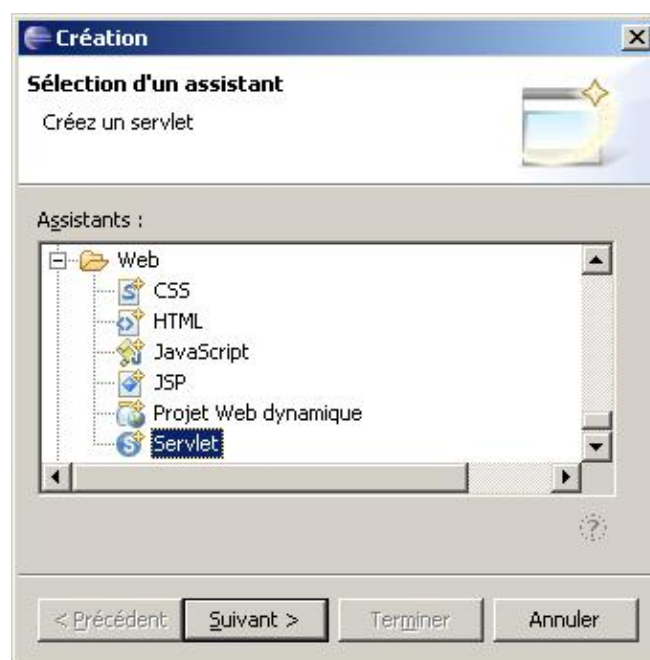 Création
Sélection d'un assistant
Créez un servlet
Assistants :
Web
CSS
HTML
JavaScript
JSP
Projet Web dynamique
Servlet
?
< Précédent
Suivant >
Terminer
Annuler